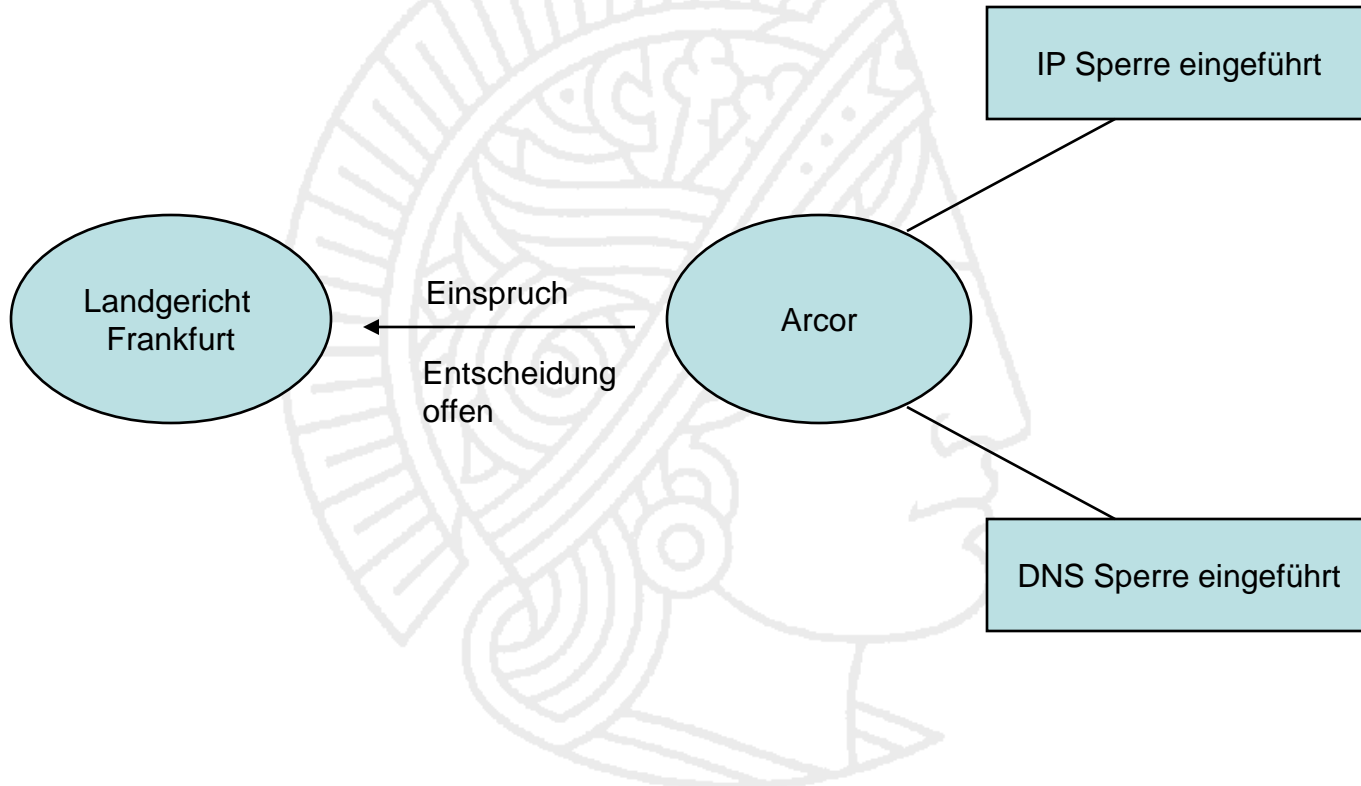 IP Sperre eingeführt
Landgericht
Frankfurt
Einspruch
Entscheidung
offen
Arcor
DNS Sperre eingeführt